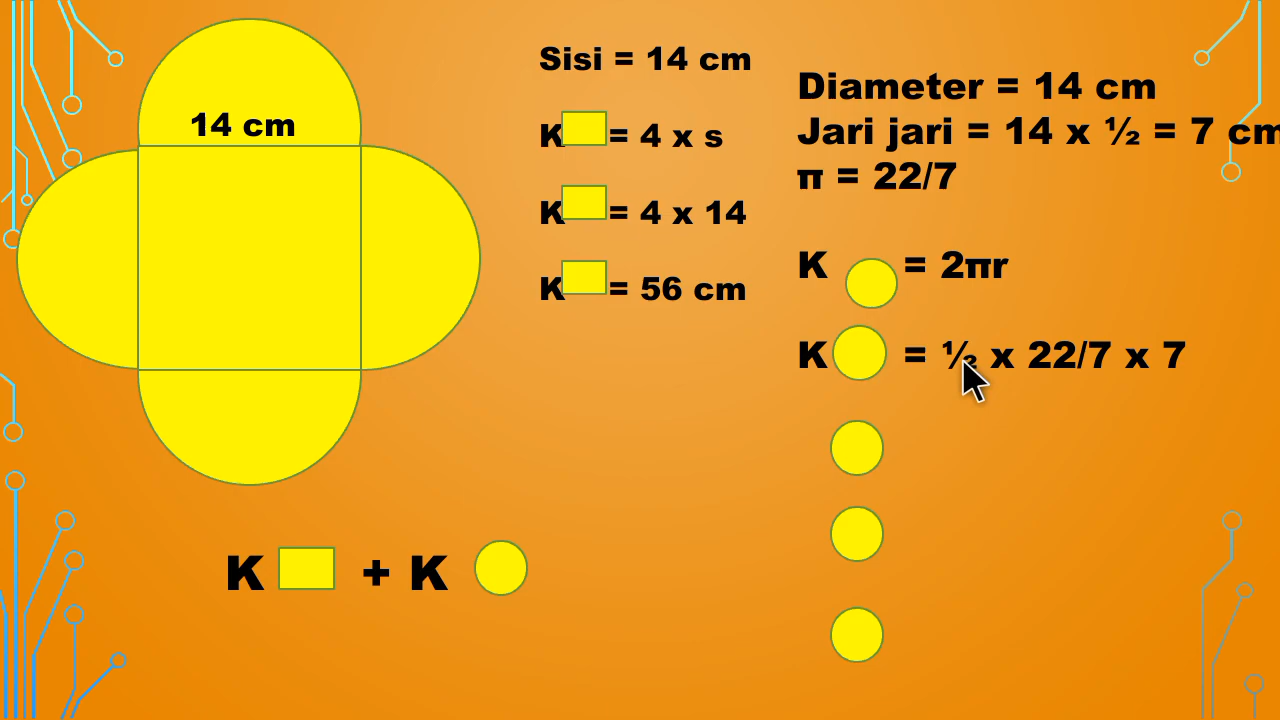 14 cm
Sisi = 14 cm
K = 4 x s
K = 4 x 14
K = 56 cm
Diameter = 14 cm
Jari jari = 14 x ½ = 7 cm
π = 22/7
K = 2πr
K = ½ x 22/7 x 7
K + K